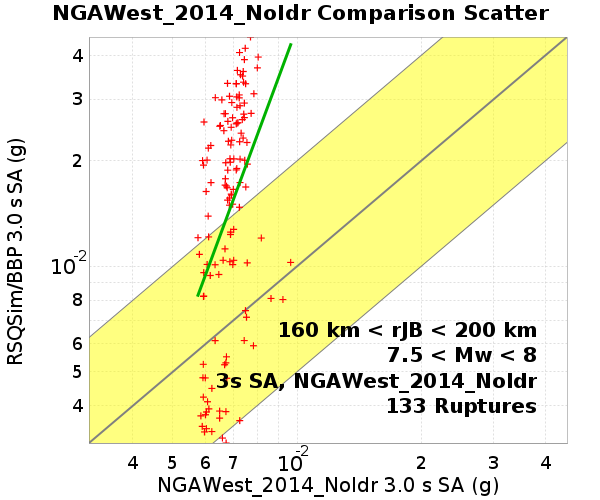 NGAWest_2014_NoIdr Comparison Scatter
RSQSim/BBP 3.0 s SA (g)
4
3
2
10-2
8
6
5
4
160 km < rJB < 200 km
7.5 < Mw < 8
3s SA, NGAWest_2014_NoIdr
133 Ruptures
4 5 6 7 10-2 2 3 4
NGAWest_2014_NoIdr 3.0 s SA (g)